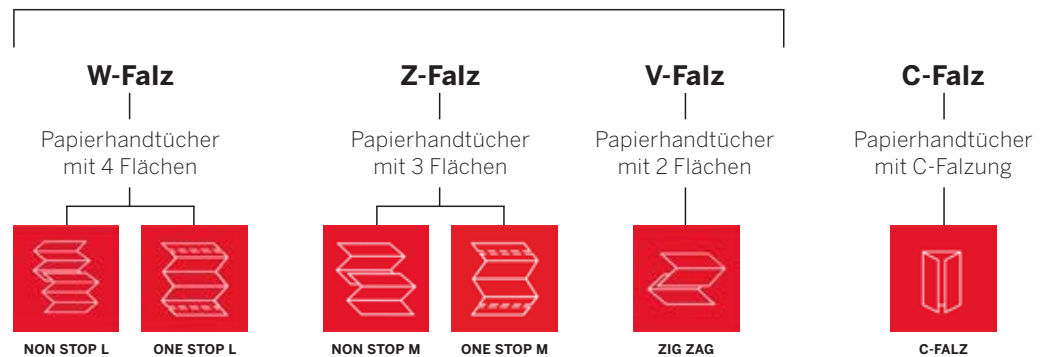 W-Falz
Z-Falz
V-Falz
C-Falz
Papierhandtücher
mit 4 Flächen
Papierhandtücher
mit 3 Flächen
Papierhandtücher
mit 2 Flächen
Papierhandtücher
mit C-Falzung
NON STOP L
ONE STOP L
NON STOP M
ONE STOP M
ZIG ZAG
C-FALZ